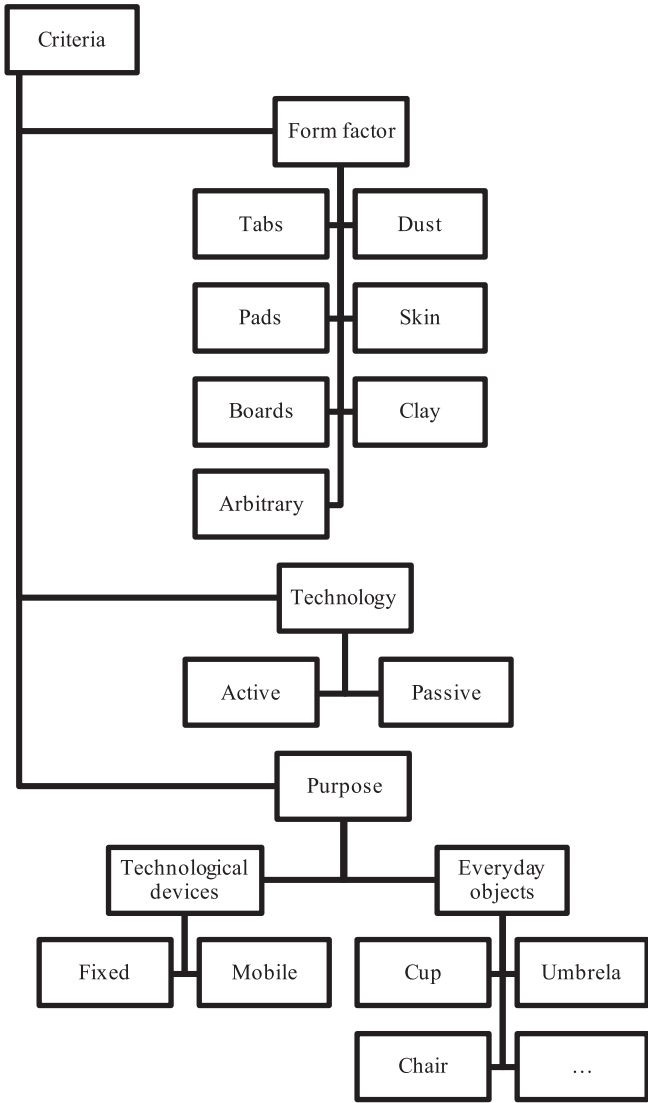 Criteria
Form factor
Tabs
Dust
Pads
Skin
Boards
Clay
Arbitrary
Technology
Active
Passive
Purpose
Technological
devices
Everyday
objects
Fixed
Mobile
Cup
Umbrela
Chair
...